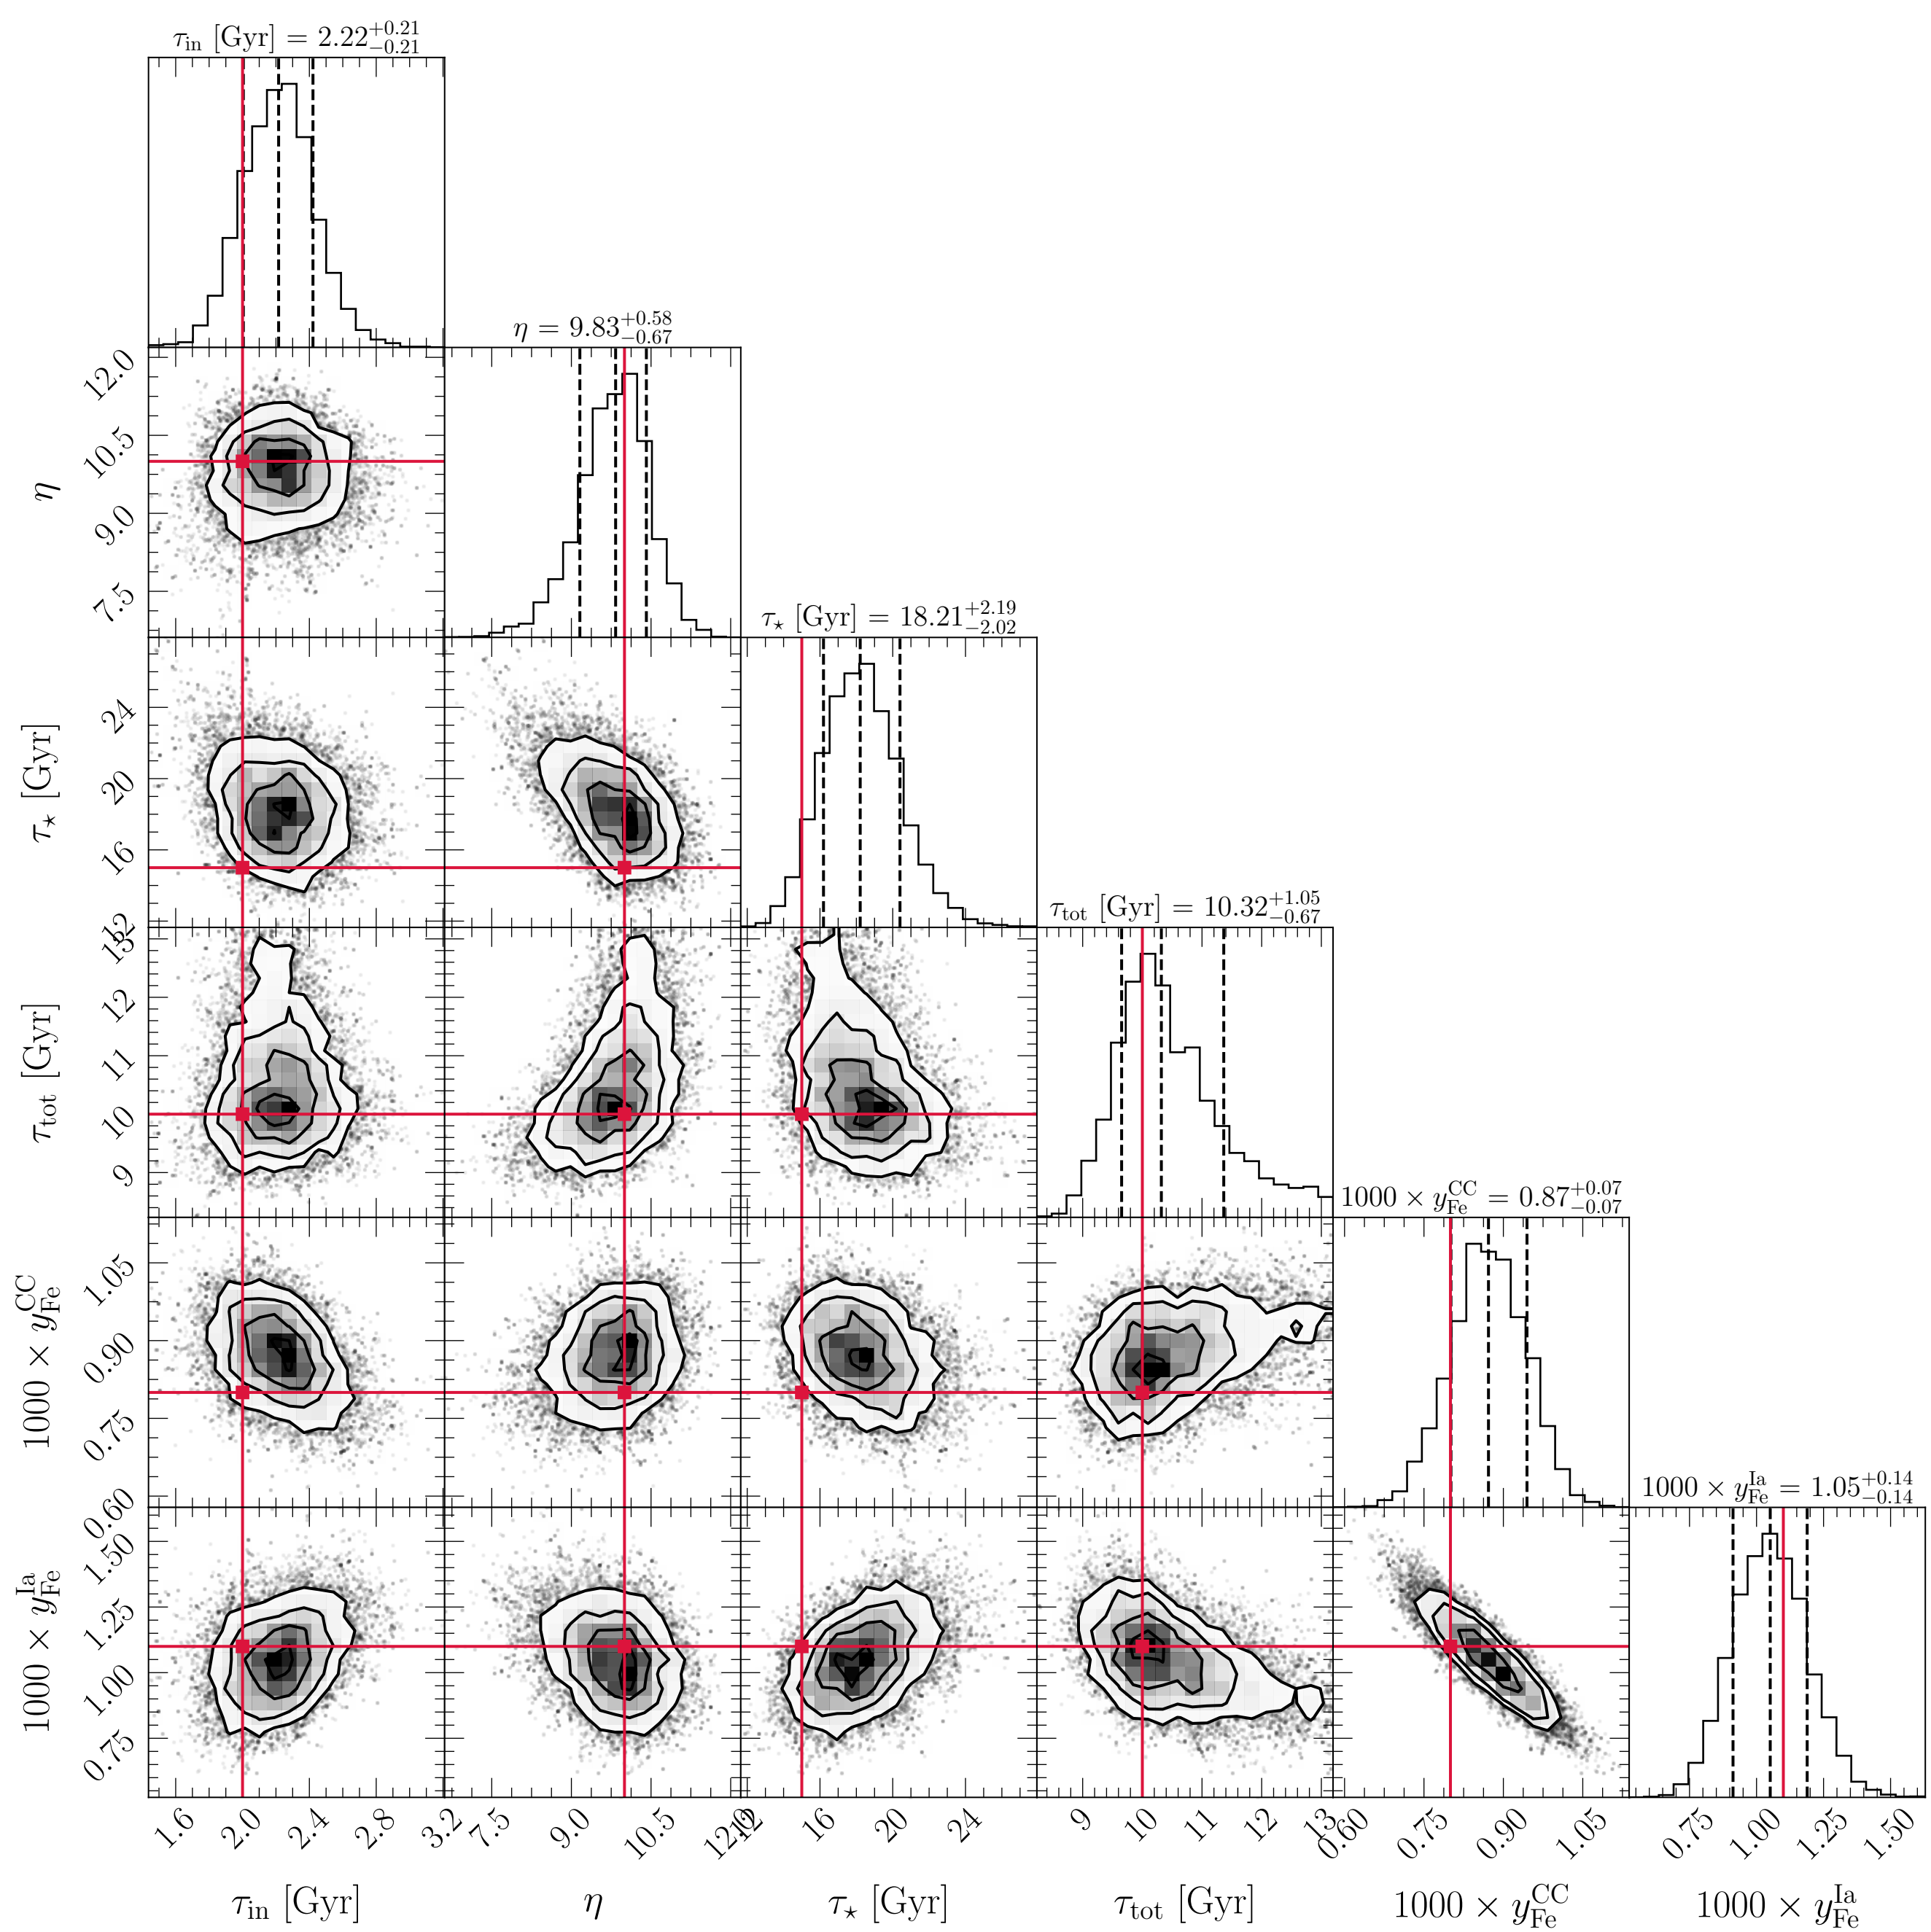 τ_in [Gyr] = 2.22^{+0.21}_{−0.21}
η = 9.83^{+0.58}_{−0.67}
τ_⋆ [Gyr] = 18.21^{+2.19}_{−2.02}
τ_tot [Gyr] = 10.32^{+1.05}_{−0.67}
1000 × y_Fe^CC = 0.87^{+0.07}_{−0.07}
1000 × y_Fe^Ia = 1.05^{+0.14}_{−0.14}
η
12.0
10.5
9.0
7.5
τ_⋆ [Gyr]
24
20
16
12
τ_tot [Gyr]
13
12
11
10
9
1000 × y_Fe^CC
1.05
0.90
0.75
0.60
1000 × y_Fe^Ia
1.50
1.25
1.00
0.75
1.6 2.0 2.4 2.8 3.2
7.5 9.0 10.5 12.0
12 16 20 24
9 10 11 12 13
0.60 0.75 0.90 1.05
0.75 1.00 1.25 1.50
τ_in [Gyr]
η
τ_⋆ [Gyr]
τ_tot [Gyr]
1000 × y_Fe^CC
1000 × y_Fe^Ia